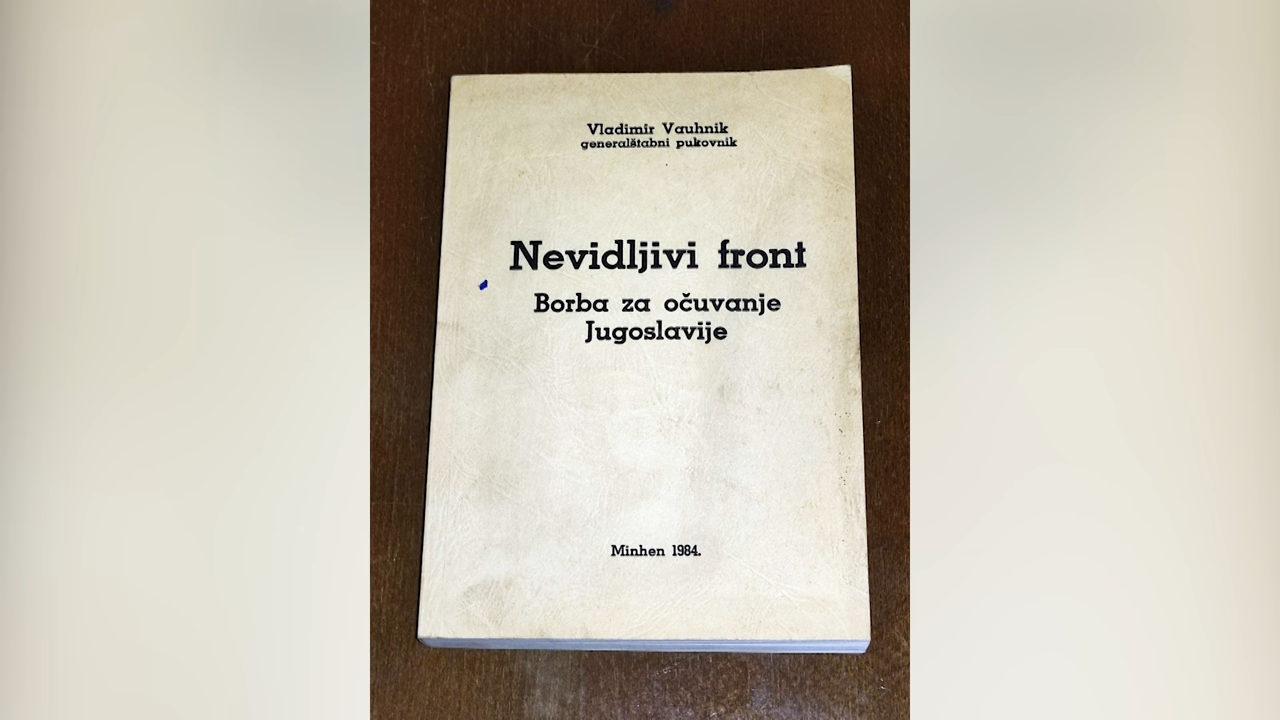 Vladimir Vauhnik
generalštabni pukovnik
Nevidljivi front
Borba za očuvanje
Jugoslavije
Minhen 1984.